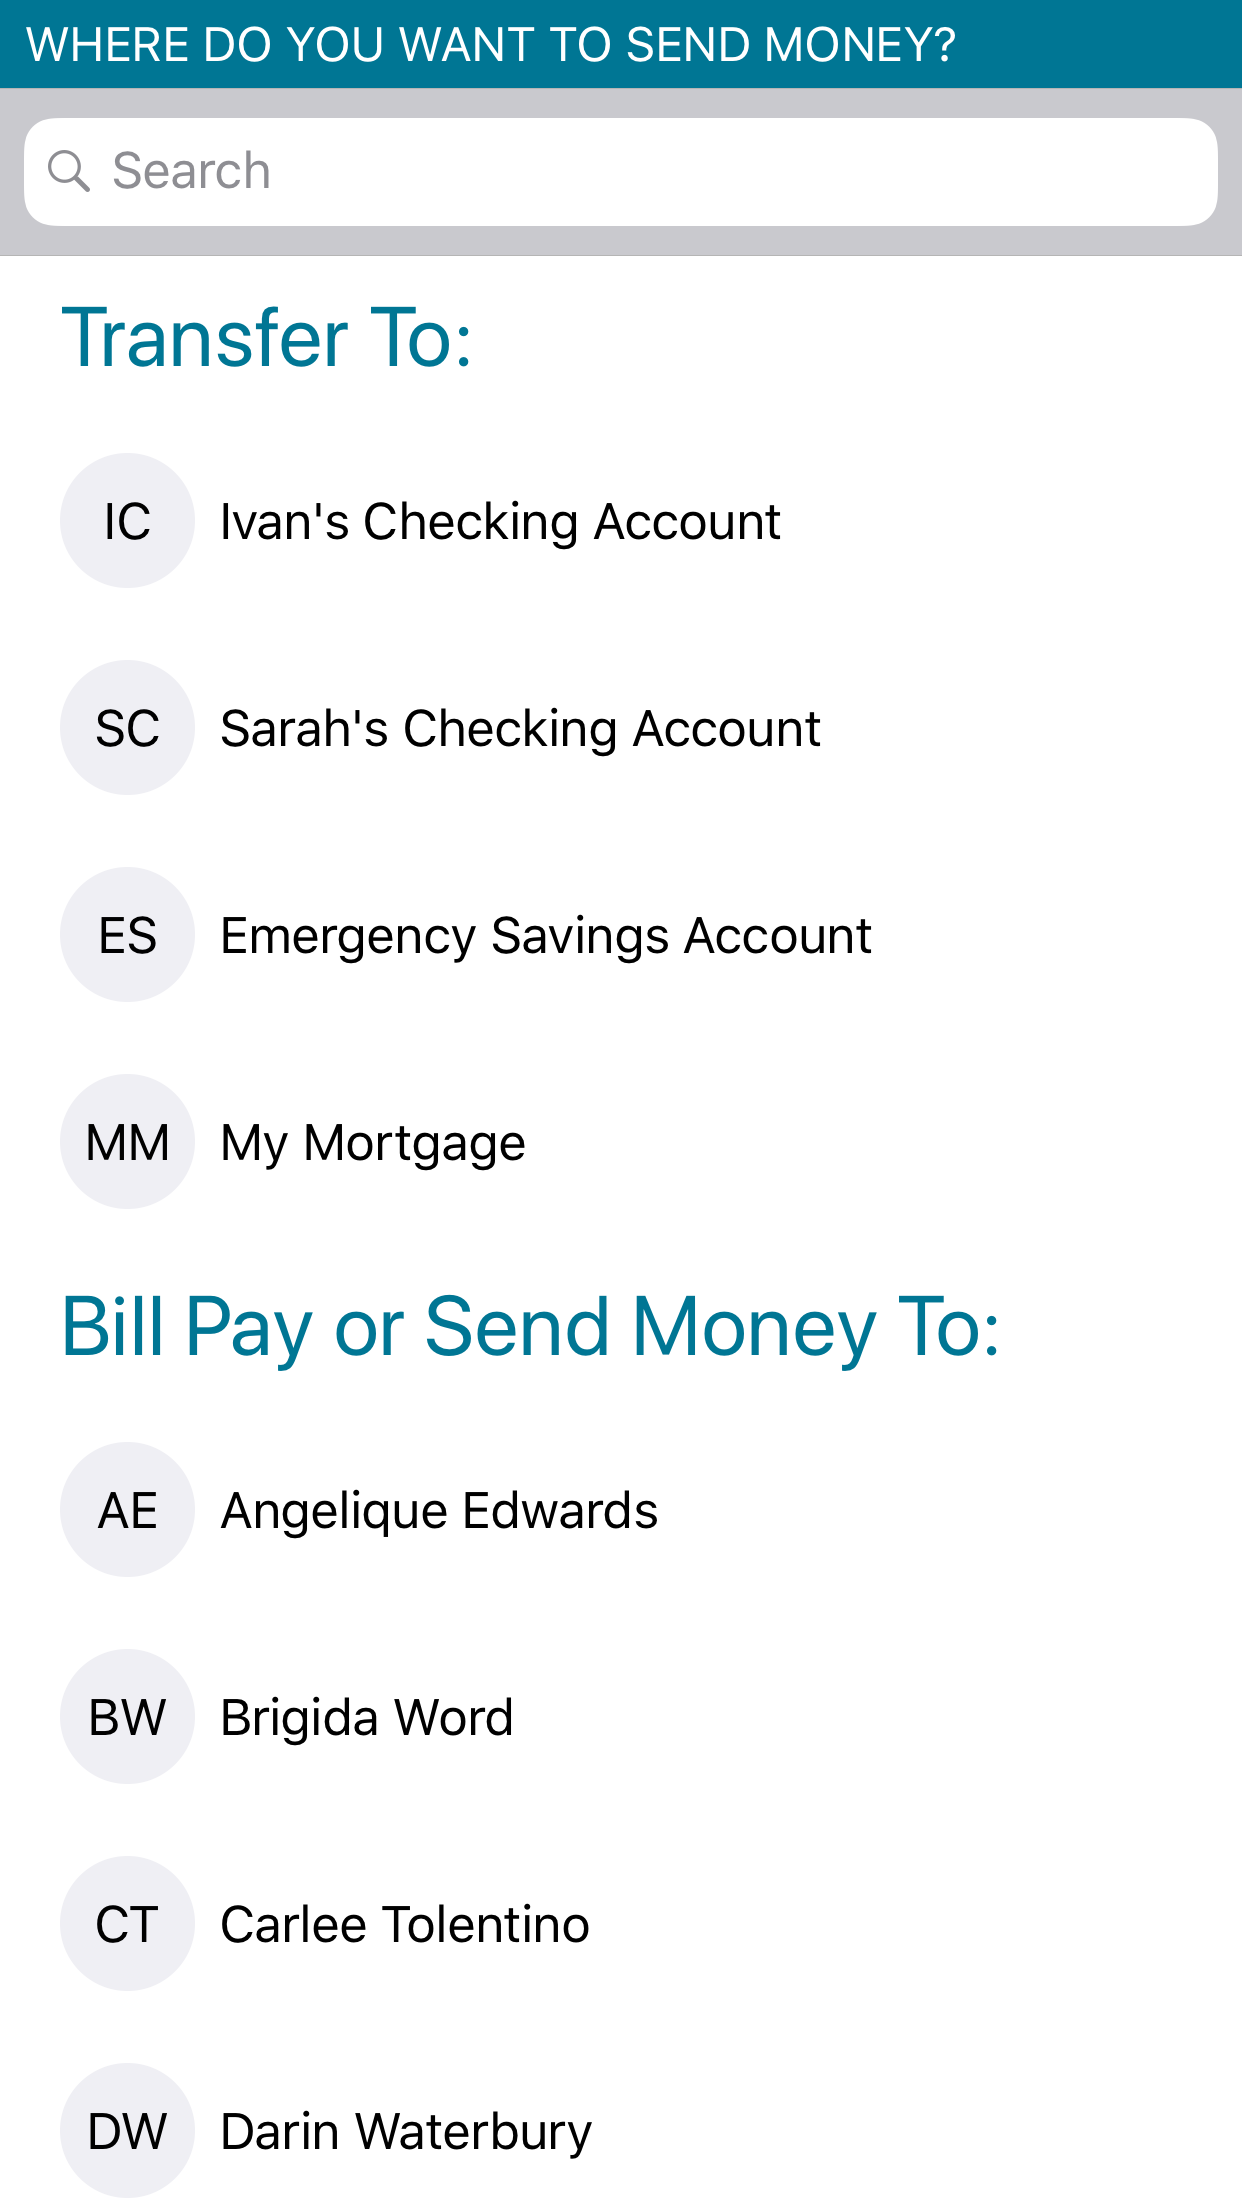 WHERE DO YOU WANT TO SEND MONEY?
Search
Transfer To:
IC Ivan's Checking Account
SC Sarah's Checking Account
ES Emergency Savings Account
MM My Mortgage
Bill Pay or Send Money To:
AE Angelique Edwards
BW Brigida Word
CT Carlee Tolentino
DW Darin Waterbury